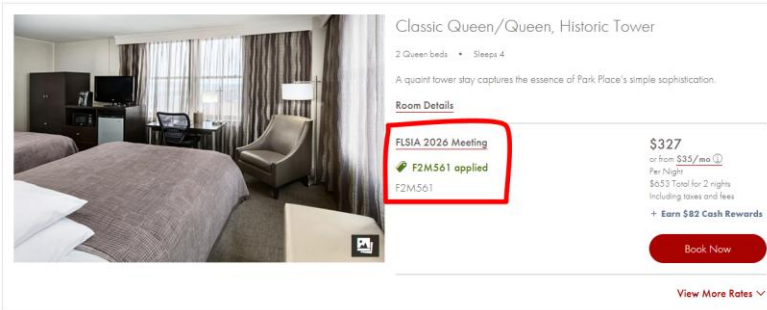 Classic Queen/Queen, Historic Tower
2 Queen beds • Sleeps 4
A quaint tower stay captures the essence of Park Place's simple sophistication.
Room Details
FLSIA 2026 Meeting
F2M561 applied
F2M561
$327
or from $35/mo ⓘ
Per Night
$653 Total for 2 nights
Including taxes and fees
+ Earn $82 Cash Rewards
Book Now
View More Rates